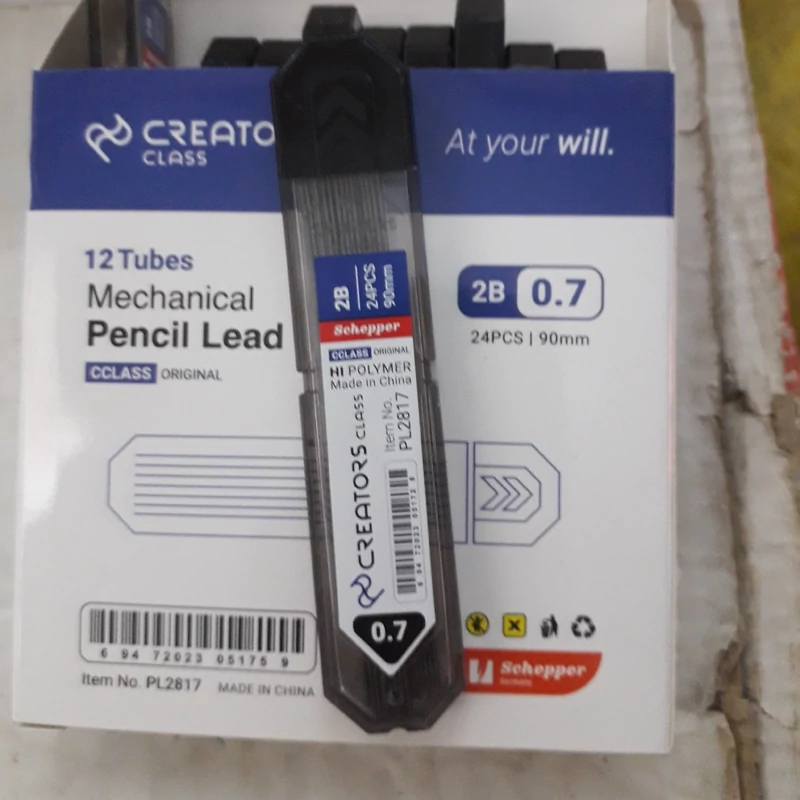 CREATO
CLASS
At your will.
12 Tubes
Mechanical
Pencil Lead
CCLASS ORIGINAL
2B 0.7
24PCS | 90mm
2B
24PCS
90mm
Schepper
CCLASS ORIGINAL
HI POLYMER
Made in China
CREATORS CLASS
Item No.
PL2817
0.7
6 94 72023 05175 9
Item No. PL2817 MADE IN CHINA
Schepper